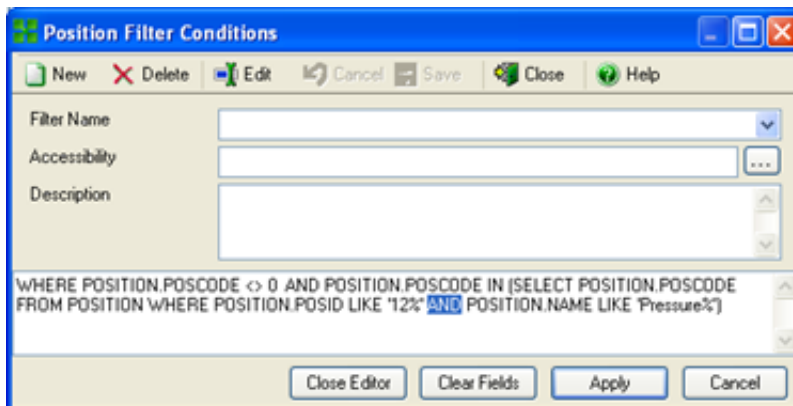 Position Filter Conditions
New Delete Edit Cancel Save Close Help
Filter Name
Accessibility
...
Description
WHERE POSITION.POSCODE <> 0 AND POSITION.POSCODE IN (SELECT POSITION.POSCODE
FROM POSITION WHERE POSITION.POSID LIKE '12%' AND POSITION.NAME LIKE 'Pressure%')
Close Editor Clear Fields Apply Cancel